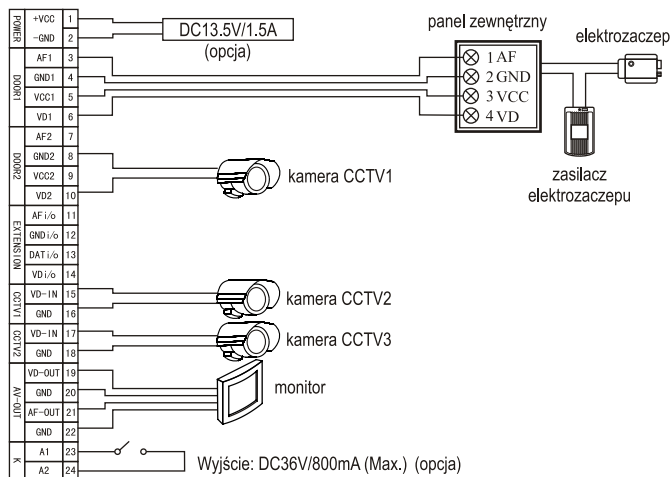 POWER
+VCC 1
-GND 2
DC13.5V/1.5A
(opcja)
DOOR1
AF1 3
GND1 4
VCC1 5
VD1 6
panel zewnętrzny
1 AF
2 GND
3 VCC
4 VD
elektrozaczep
zasilacz
elektrozaczepu
DOOR2
AF2 7
GND2 8
VCC2 9
VD2 10
kamera CCTV1
EXTENSION
AFi/o 11
GNDi/o 12
DATi/o 13
VDi/o 14
CCTV1
VD-IN 15
GND 16
kamera CCTV2
CCTV2
VD-IN 17
GND 18
kamera CCTV3
AV-OUT
VD-OUT 19
GND 20
AF-OUT 21
GND 22
monitor
K
A1 23
A2 24
Wyjście: DC36V/800mA (Max.) (opcja)